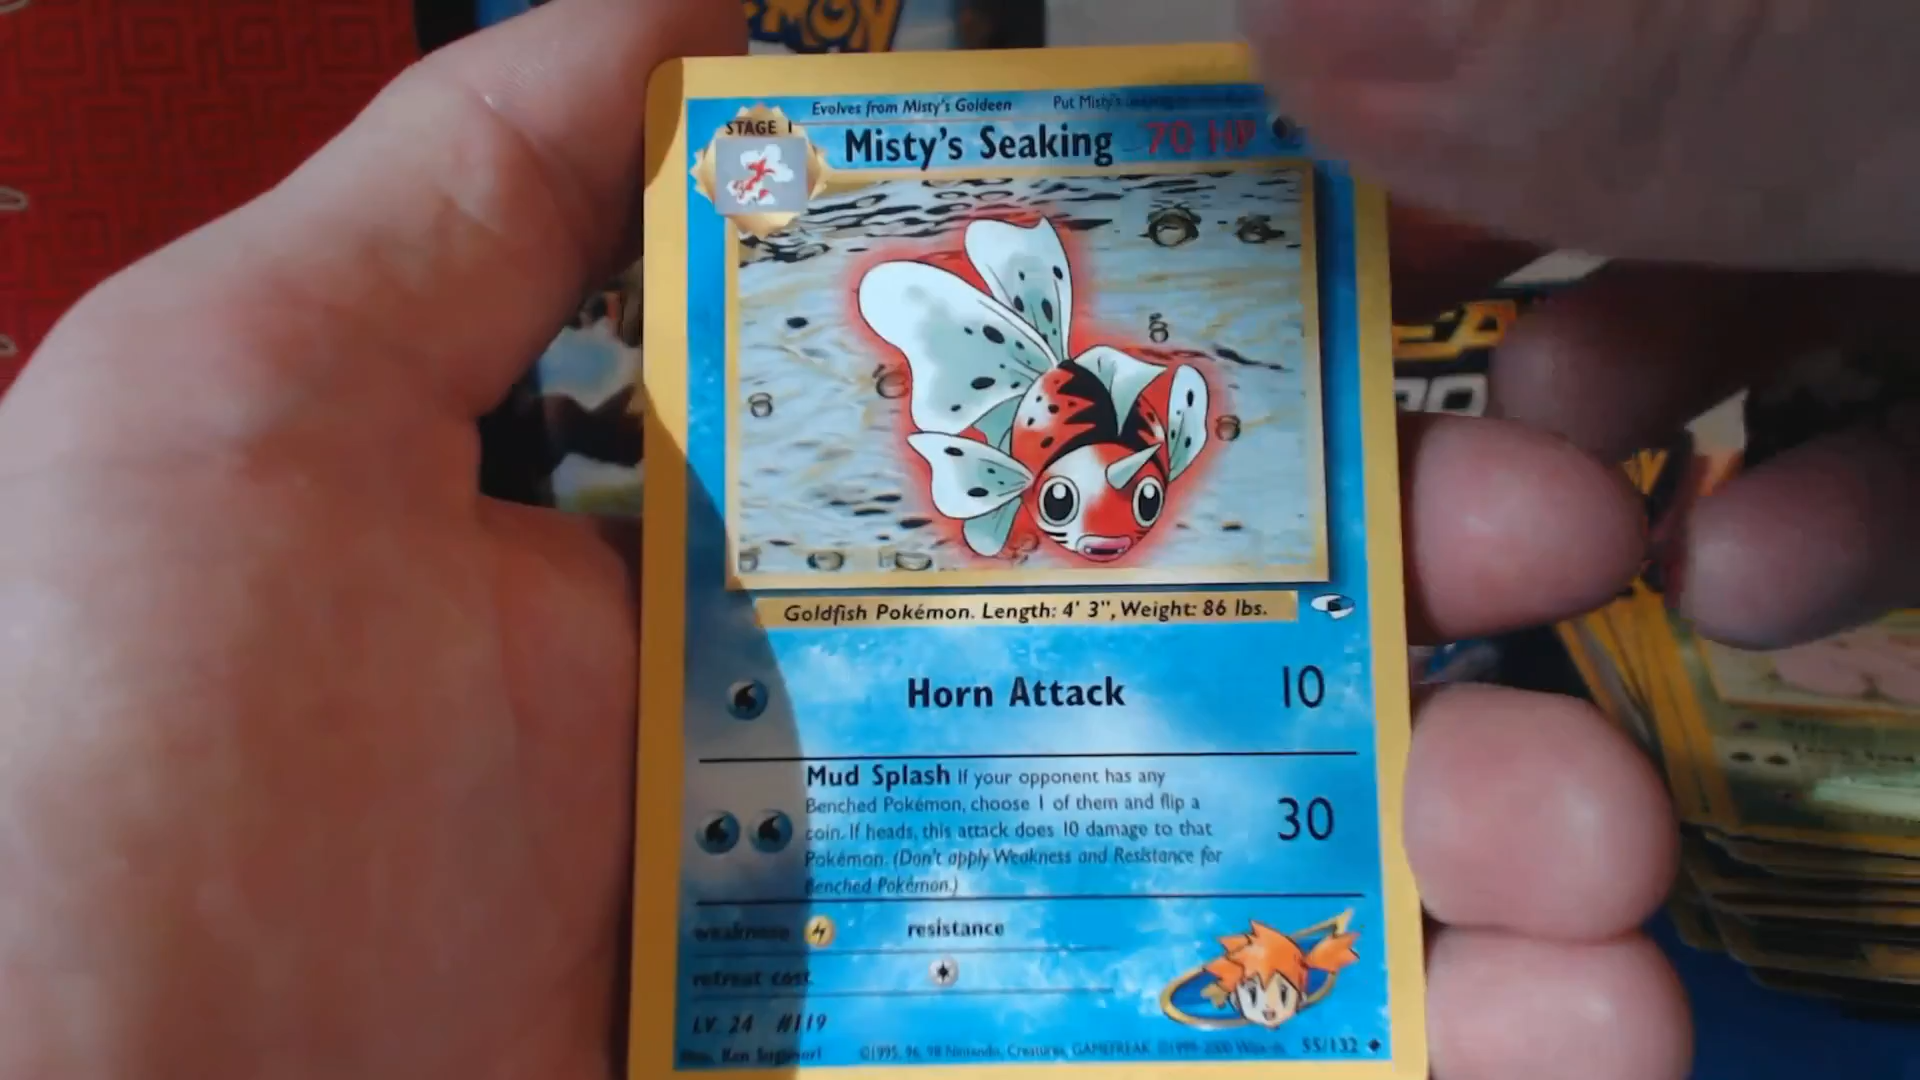 Evolves from Misty's Goldeen Put Misty's
STAGE 1
Misty's Seaking 70 HP
Goldfish Pokémon. Length: 4' 3", Weight: 86 lbs.
Horn Attack 10
Mud Splash If your opponent has any
Benched Pokémon, choose 1 of them and flip a
coin. If heads, this attack does 10 damage to that
Pokémon. (Don't apply Weakness and Resistance for
Benched Pokémon.)
30
weakness resistance
retreat cost
LV. 24 #119
Illus. Ken Sugimori ©1995, 96, 98 Nintendo, Creatures, GAMEFREAK. ©1999-2000 Wizards. 55/132